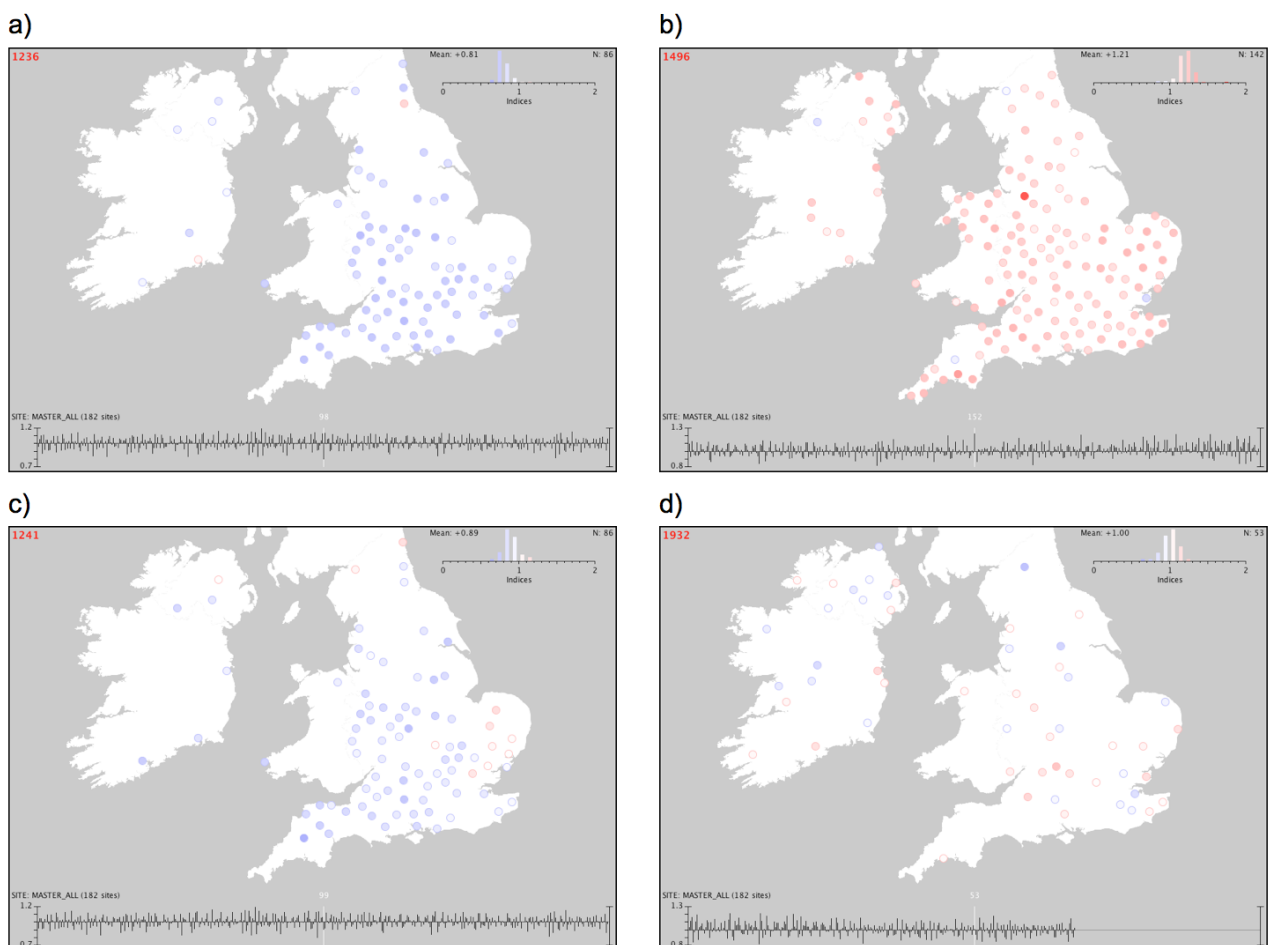 a)
1236
Mean: +0.81
N: 86
0 1 2
Indices
SITE: MASTER_ALL (182 sites)
98
1.2
0.7
b)
1496
Mean: +1.21
N: 142
0 1 2
Indices
SITE: MASTER_ALL (182 sites)
152
1.3
0.8
c)
1241
Mean: +0.89
N: 86
0 1 2
Indices
SITE: MASTER_ALL (182 sites)
99
1.2
0.7
d)
1932
Mean: +1.00
N: 53
0 1 2
Indices
SITE: MASTER_ALL (182 sites)
53
1.3
0.8